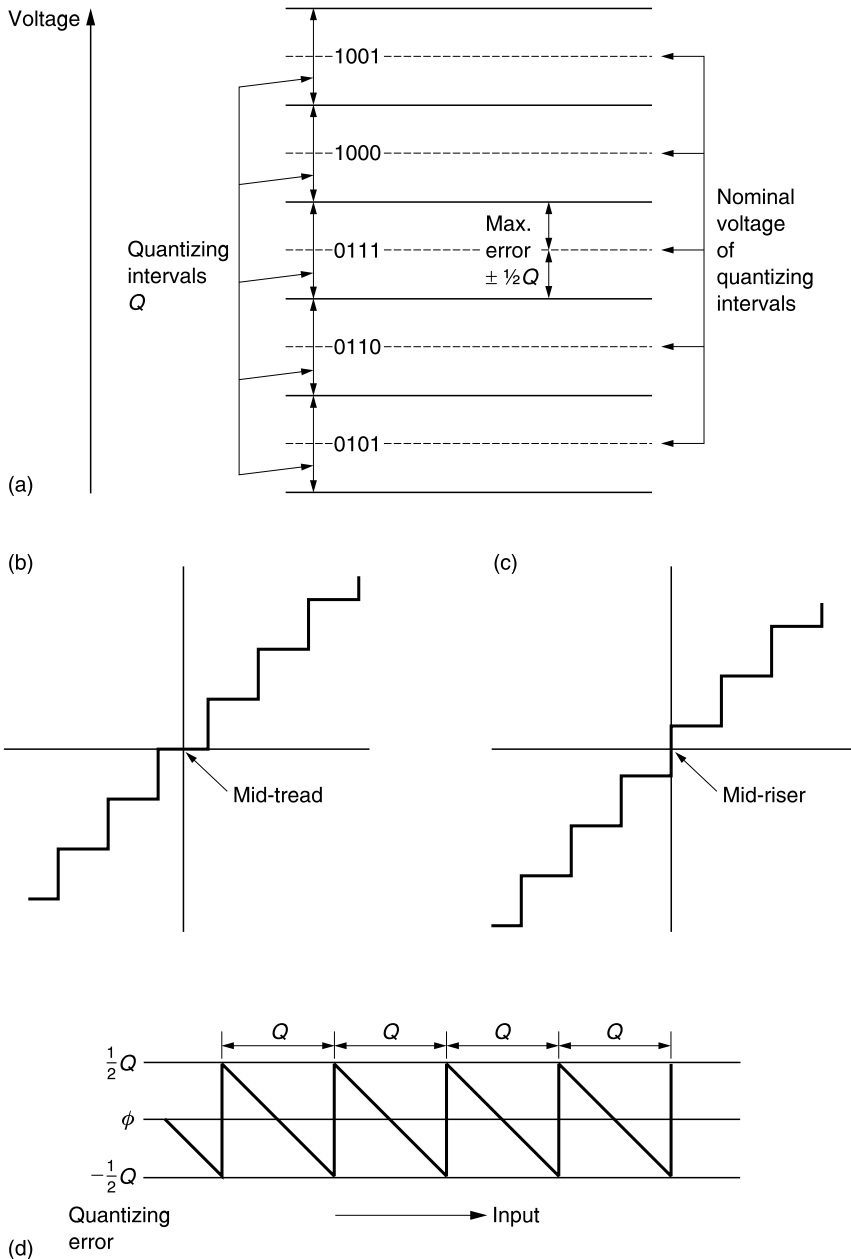 Voltage
1001
1000
0111
0110
0101
Quantizing
intervals
Q
Max.
error
± ½Q
Nominal
voltage
of
quantizing
intervals
(a)
(b)
(c)
Mid-tread
Mid-riser
Q Q Q Q
½Q
ϕ
−½Q
Quantizing
error
Input
(d)